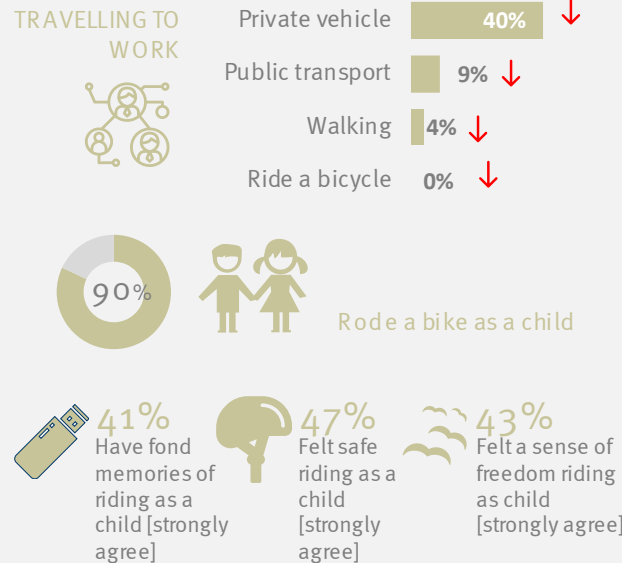 TRAVELLING TO
WORK
Private vehicle 40%
Public transport 9%
Walking 4%
Ride a bicycle 0%
90%
Rode a bike as a child
41%
Have fond
memories of
riding as a
child [strongly
agree]
47%
Felt safe
riding as a
child
[strongly
agree]
43%
Felt a sense of
freedom riding
as child
[strongly agree]